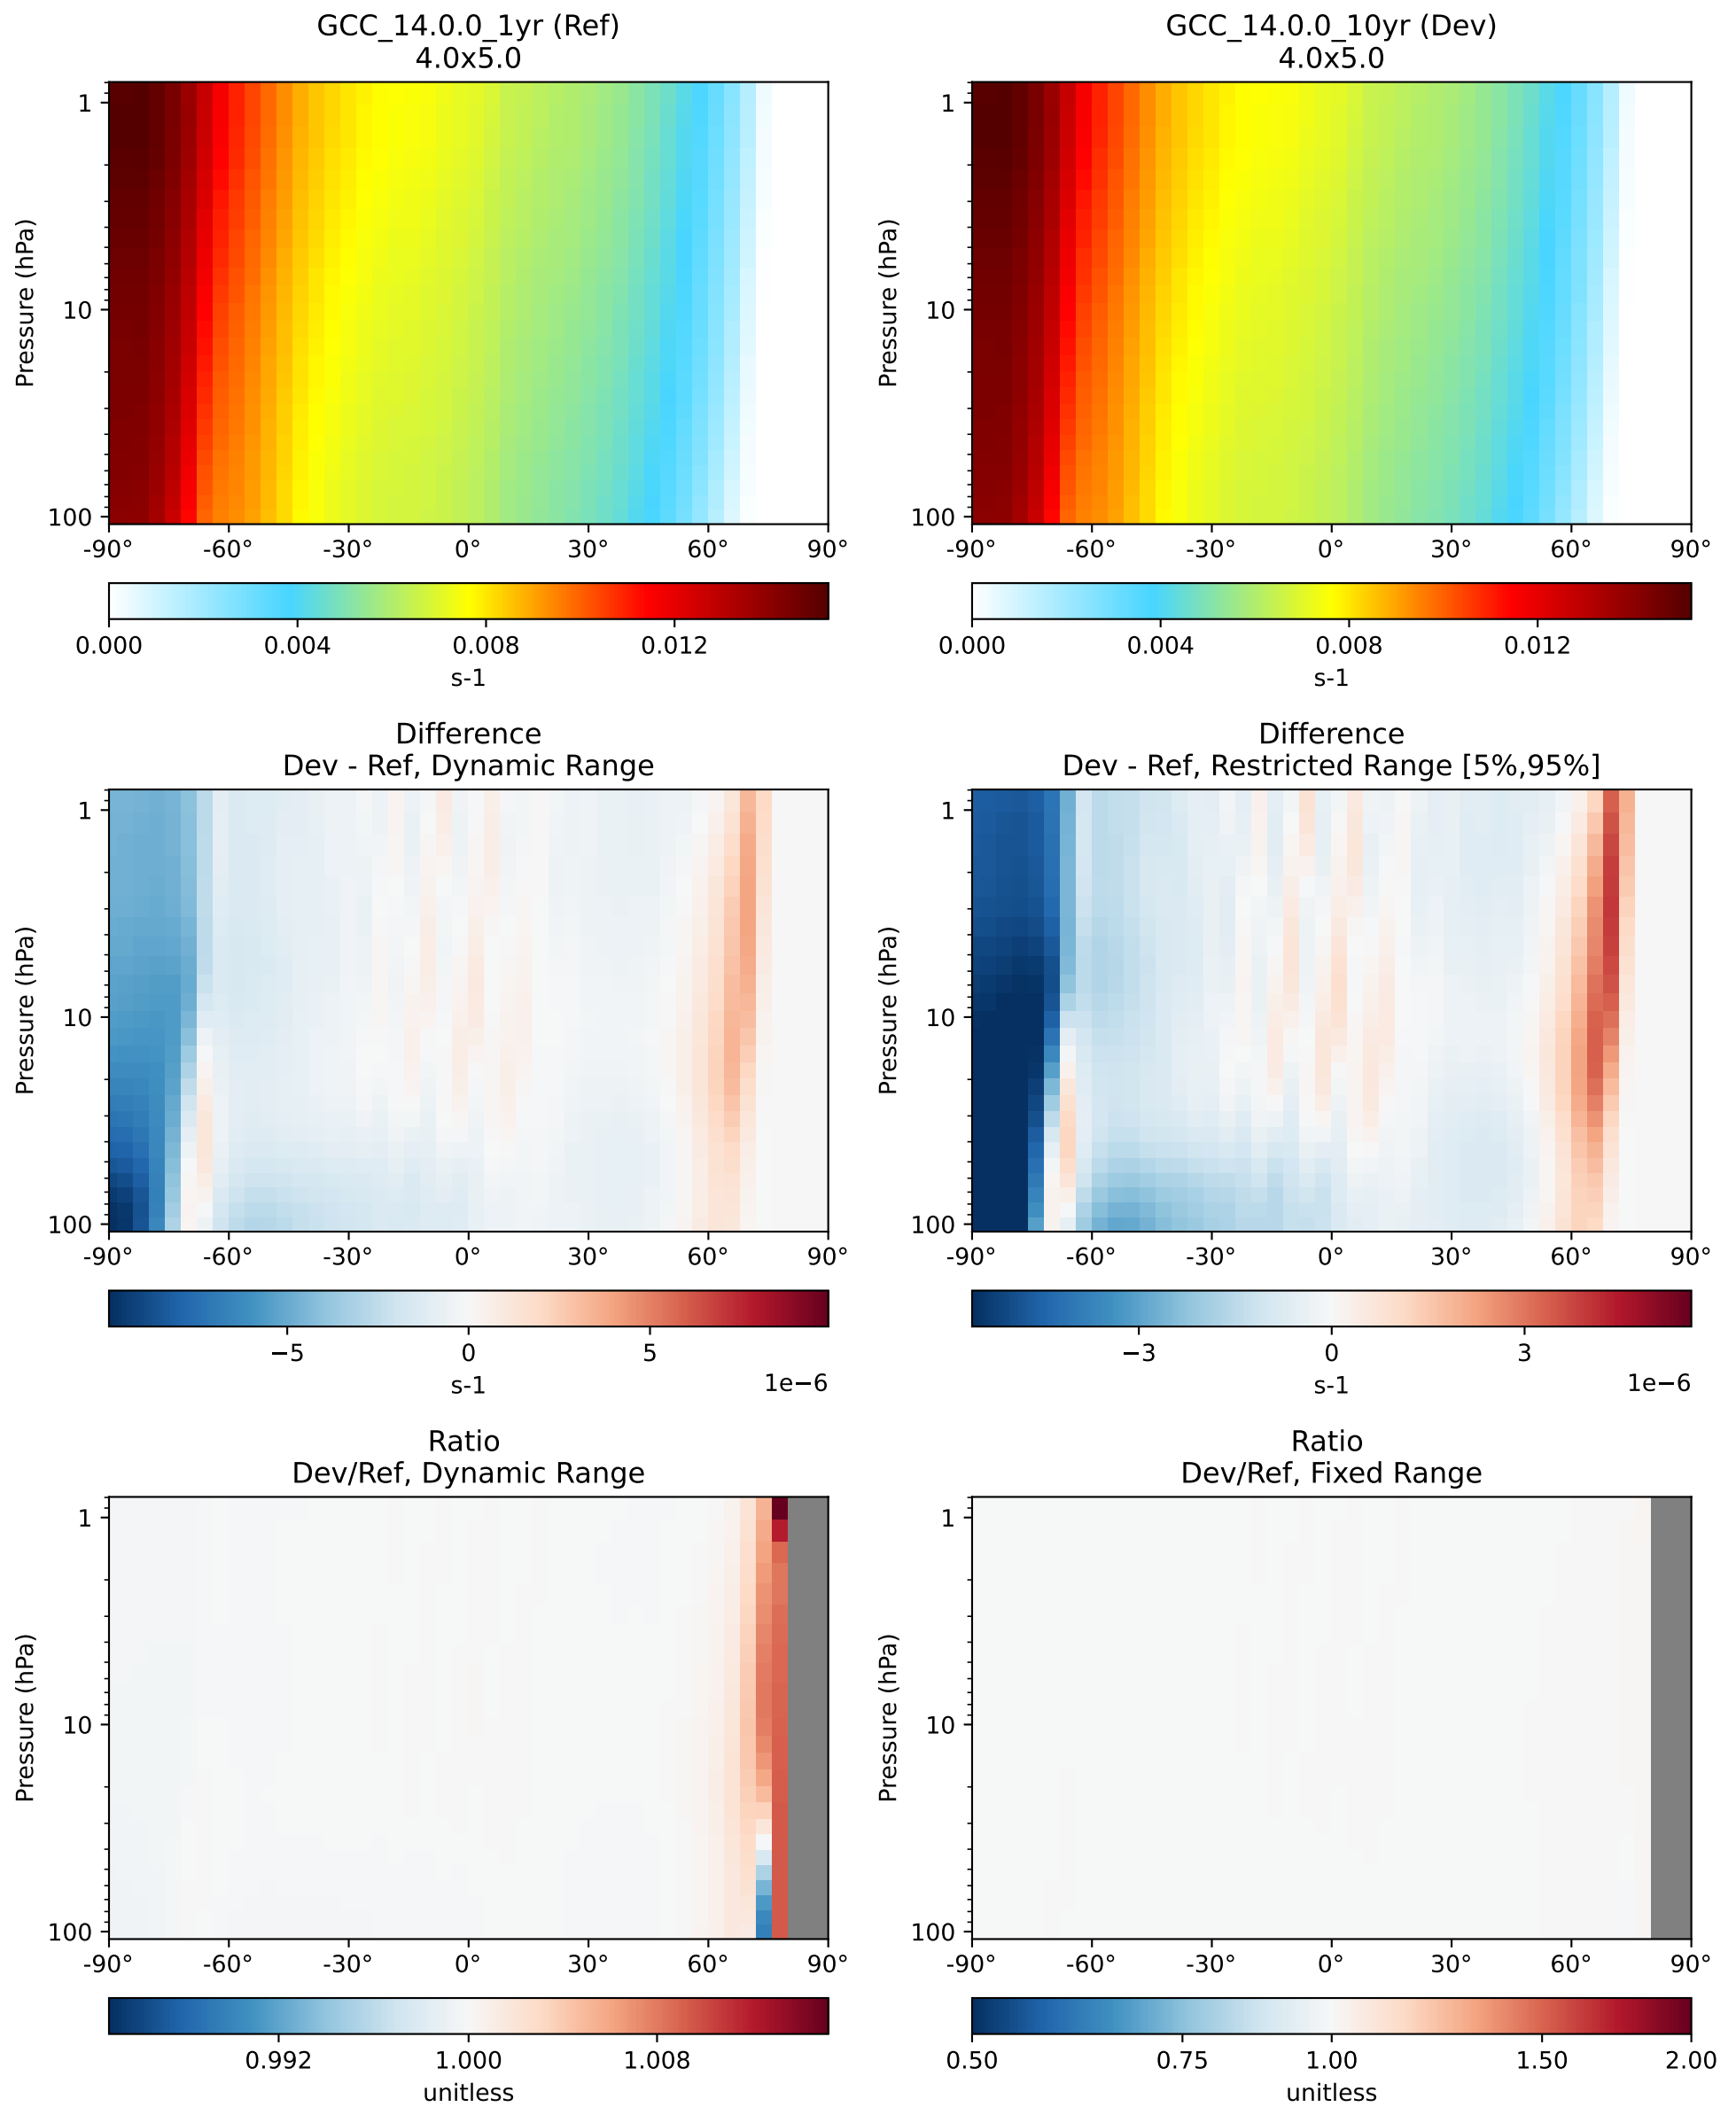 GCC_14.0.0_1yr (Ref)
4.0x5.0
Pressure (hPa)
1
10
100
-90° -60° -30° 0° 30° 60° 90°
0.000 0.004 0.008 0.012
s-1
GCC_14.0.0_10yr (Dev)
4.0x5.0
Pressure (hPa)
1
10
100
-90° -60° -30° 0° 30° 60° 90°
0.000 0.004 0.008 0.012
s-1
Difference
Dev - Ref, Dynamic Range
Pressure (hPa)
1
10
100
-90° -60° -30° 0° 30° 60° 90°
−5 0 5
s-1
1e−6
Difference
Dev - Ref, Restricted Range [5%,95%]
Pressure (hPa)
1
10
100
-90° -60° -30° 0° 30° 60° 90°
−3 0 3
s-1
1e−6
Ratio
Dev/Ref, Dynamic Range
Pressure (hPa)
1
10
100
-90° -60° -30° 0° 30° 60° 90°
0.992 1.000 1.008
unitless
Ratio
Dev/Ref, Fixed Range
Pressure (hPa)
1
10
100
-90° -60° -30° 0° 30° 60° 90°
0.50 0.75 1.00 1.50 2.00
unitless